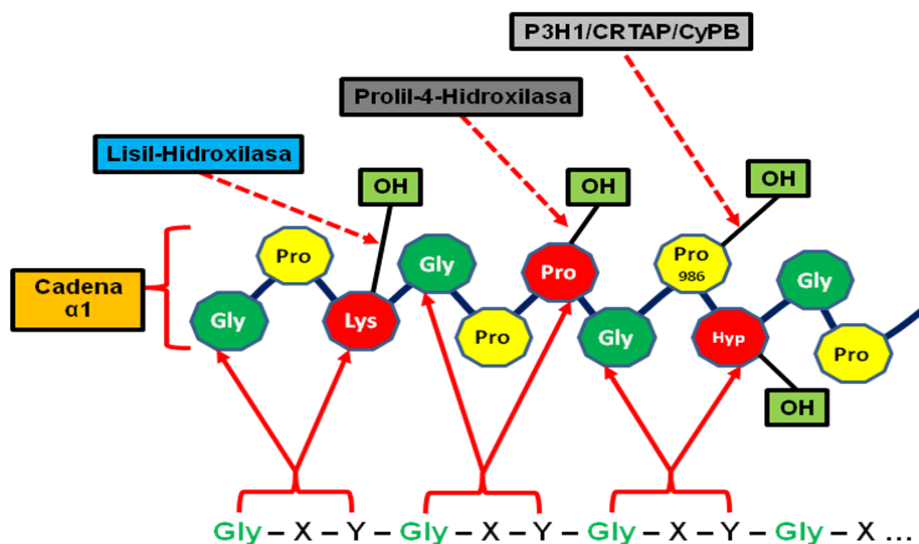 P3H1/CRTAP/CyPB
Prolil-4-Hidroxilasa
Lisil-Hidroxilasa
OH
OH
OH
Cadena
α1
Gly
Pro
Lys
Gly
Pro
Pro
Gly
Pro
986
Hyp
Gly
Pro
OH
Gly – X – Y – Gly – X – Y – Gly – X – Y – Gly – X ...